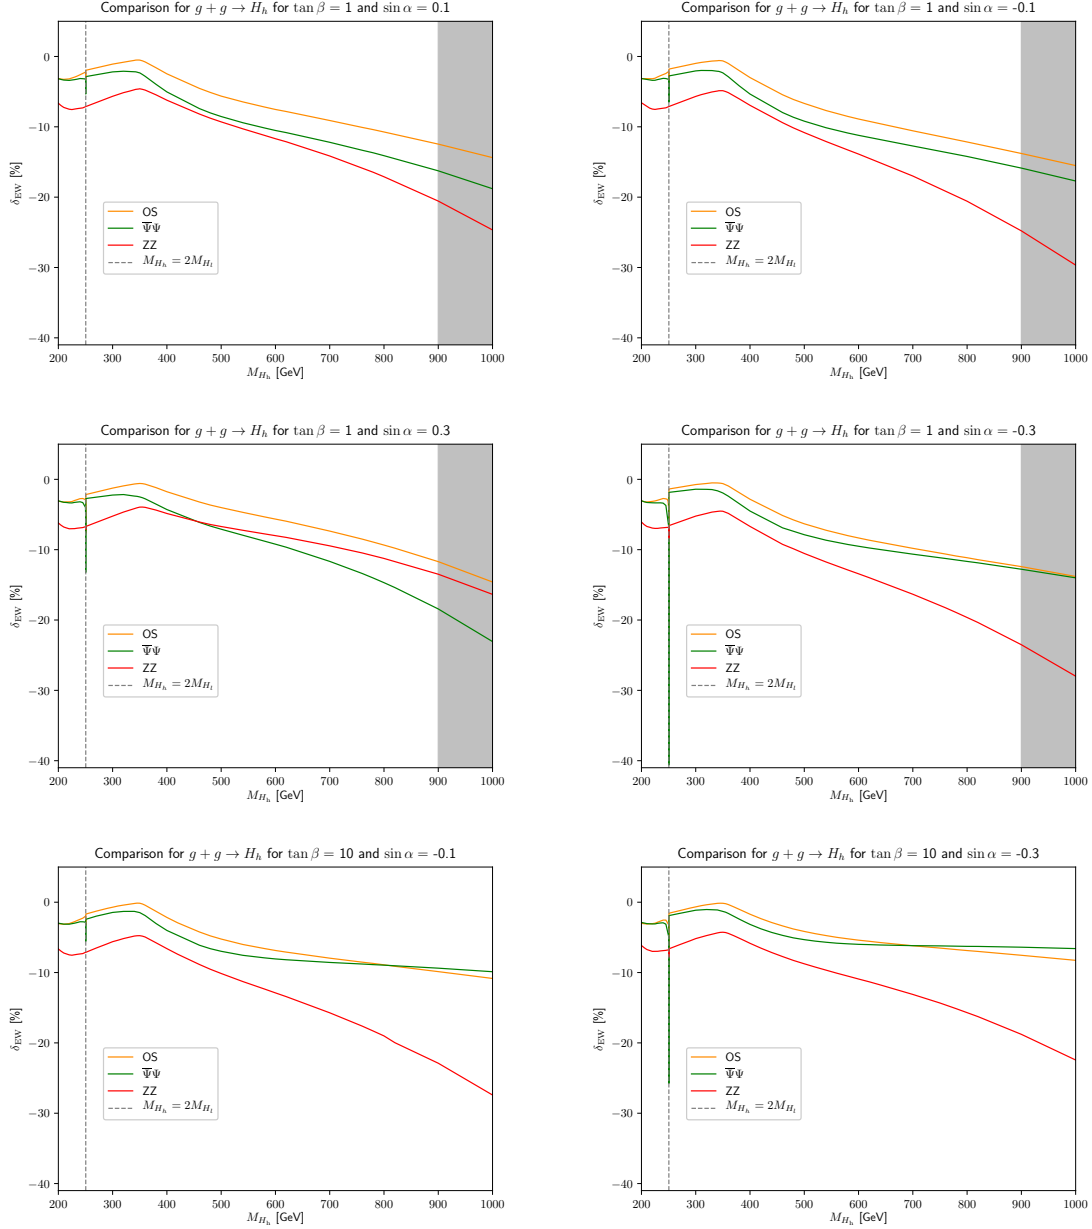 Comparison for g + g → H_h for tan β = 1 and sin α = 0.1
0
−10
−20
−30
−40
δ_EW [%]
OS
Ψ̅Ψ
ZZ
M_{H_h} = 2M_{H_l}
200 300 400 500 600 700 800 900 1000
M_{H_h} [GeV]
Comparison for g + g → H_h for tan β = 1 and sin α = -0.1
0
−10
−20
−30
−40
δ_EW [%]
OS
Ψ̅Ψ
ZZ
M_{H_h} = 2M_{H_l}
200 300 400 500 600 700 800 900 1000
M_{H_h} [GeV]
Comparison for g + g → H_h for tan β = 1 and sin α = 0.3
0
−10
−20
−30
−40
δ_EW [%]
OS
Ψ̅Ψ
ZZ
M_{H_h} = 2M_{H_l}
200 300 400 500 600 700 800 900 1000
M_{H_h} [GeV]
Comparison for g + g → H_h for tan β = 1 and sin α = -0.3
0
−10
−20
−30
−40
δ_EW [%]
OS
Ψ̅Ψ
ZZ
M_{H_h} = 2M_{H_l}
200 300 400 500 600 700 800 900 1000
M_{H_h} [GeV]
Comparison for g + g → H_h for tan β = 10 and sin α = -0.1
0
−10
−20
−30
−40
δ_EW [%]
OS
Ψ̅Ψ
ZZ
M_{H_h} = 2M_{H_l}
200 300 400 500 600 700 800 900 1000
M_{H_h} [GeV]
Comparison for g + g → H_h for tan β = 10 and sin α = -0.3
0
−10
−20
−30
−40
δ_EW [%]
OS
Ψ̅Ψ
ZZ
M_{H_h} = 2M_{H_l}
200 300 400 500 600 700 800 900 1000
M_{H_h} [GeV]